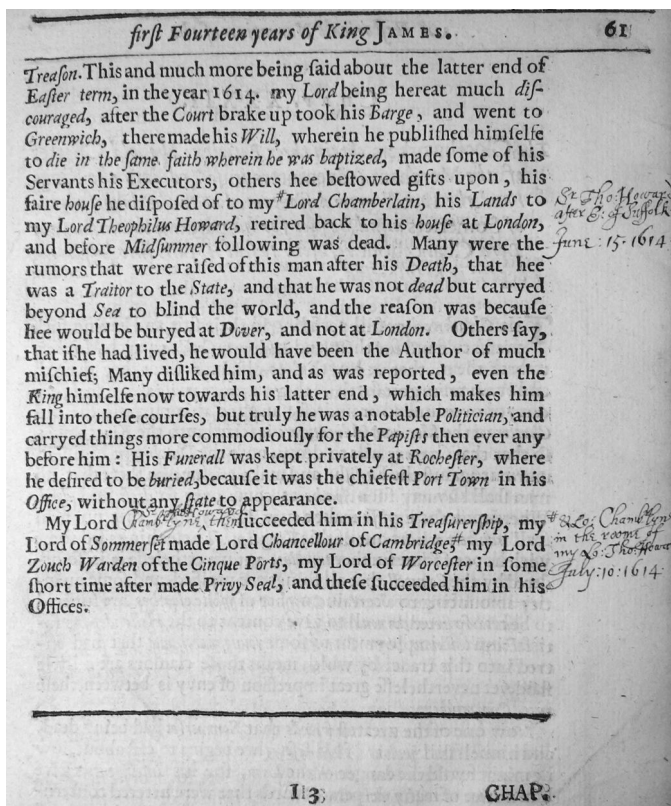 first Fourteen years of King JAMES. 61
Treason. This and much more being said about the latter end of
Easter term, in the year 1614. my Lord being hereat much dis-
couraged, after the Court brake up took his Barge, and went to
Greenwich, there made his Will, wherein he published himselfe
to die in the same faith wherein he was baptized, made some of his
Servants his Executors, others hee bestowed gifts upon, his
faire house he disposed of to my # Lord Chamberlain, his Lands to
my Lord Theophilus Howard, retired back to his house at London,
and before Midsummer following was dead. Many were the
rumors that were raised of this man after his Death, that hee
was a Traitor to the State, and that he was not dead but carryed
beyond Sea to blind the world, and the reason was because
hee would be buryed at Dover, and not at London. Others say,
that if he had lived, he would have been the Author of much
mischief; Many disliked him, and as was reported, even the
King himselfe now towards his latter end, which makes him
fall into these courses, but truly he was a notable Politician, and
carryed things more commodiously for the Papists then ever any
before him: His Funerall was kept privately at Rochester, where
he desired to be buried, because it was the chiefest Port Town in his
Office, without any state to appearance.
My Lord Chamberlyne then succeeded him in his Treasurership, my #
Lord of Sommerset made Lord Chancellour of Cambridge, # my Lord
Zouch Warden of the Cinque Ports, my Lord of Worcester in some
short time after made Privy Seal, and these succeeded him in his
Offices.
Sr Tho: Howard
after E: of Suffolk
June: 15. 1614
# & Lo: Chamberlyn
in the roome of
my Lo: Tho: Howard
July: 10: 1614
I 3 CHAP.